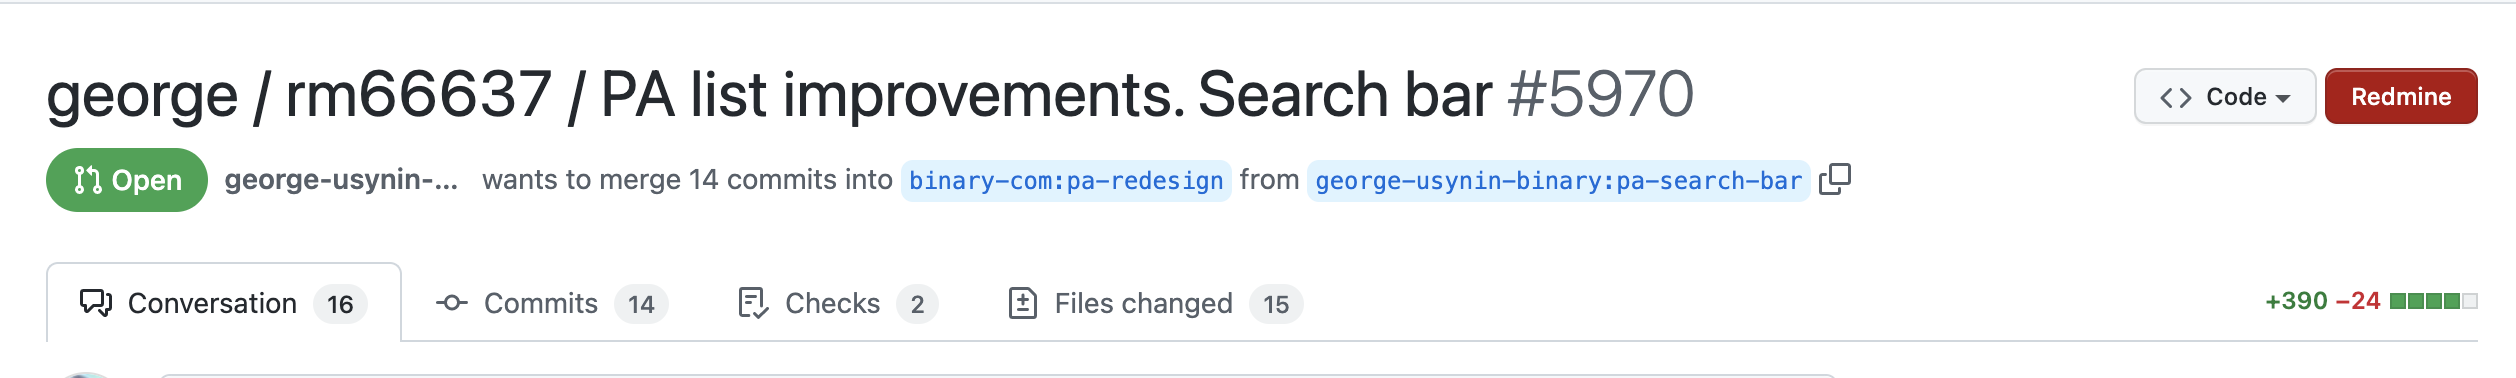 george / rm66637 / PA list improvements. Search bar #5970
Code
Redmine
Open george-usynin-... wants to merge 14 commits into binary-com:pa-redesign from george-usynin-binary:pa-search-bar
Conversation 16 Commits 14 Checks 2 Files changed 15
+390 −24